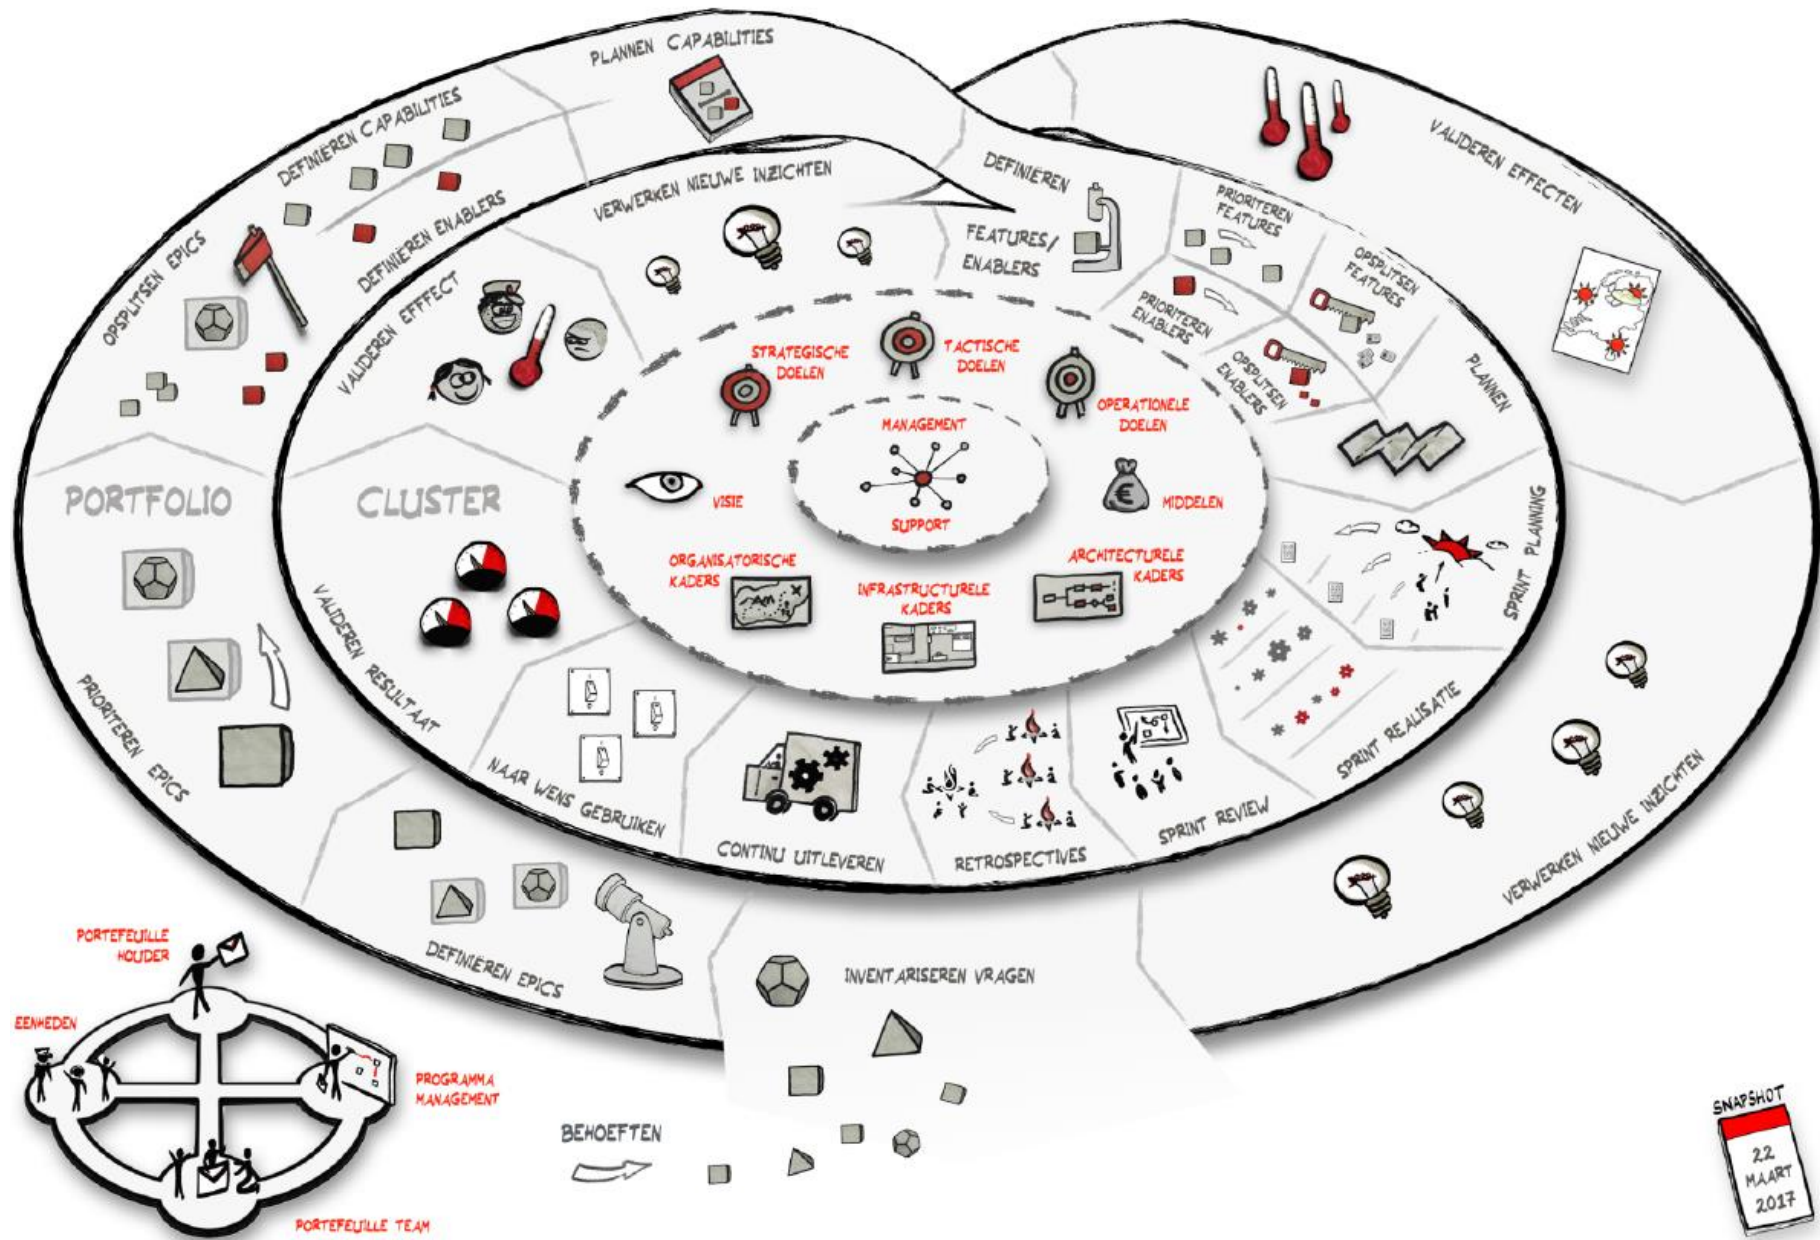 PLANNEN CAPABILITIES
DEFINIËREN CAPABILITIES
DEFINIËREN ENABLERS
OPSPLITSEN EPICS
PORTFOLIO
PRIORITEREN EPICS
DEFINIËREN EPICS
INVENTARISEREN VRAGEN
BEHOEFTEN
VALIDEREN EFFECTEN
VERWERKEN NIEUWE INZICHTEN
VERWERKEN NIEUWE INZICHTEN
DEFINIËREN
FEATURES/
ENABLERS
PRIORITEREN
FEATURES
PRIORITEREN
ENABLERS
OPSPLITSEN
FEATURES
OPSPLITSEN
ENABLERS
PLANNEN
SPRINT PLANNING
SPRINT REALISATIE
SPRINT REVIEW
RETROSPECTIVES
CONTINU UITLEVEREN
NAAR WENS GEBRUIKEN
VALIDEREN RESULTAAT
CLUSTER
VALIDEREN EFFECT
STRATEGISCHE
DOELEN
TACTISCHE
DOELEN
OPERATIONELE
DOELEN
MANAGEMENT
SUPPORT
VISIE
€
MIDDELEN
ORGANISATORISCHE
KADERS
INFRASTRUCTURELE
KADERS
ARCHITECTURELE
KADERS
PORTEFEUILLE
HOUDER
EENHEDEN
PROGRAMMA
MANAGEMENT
PORTEFEUILLE TEAM
SNAPSHOT
22
MAART
2017